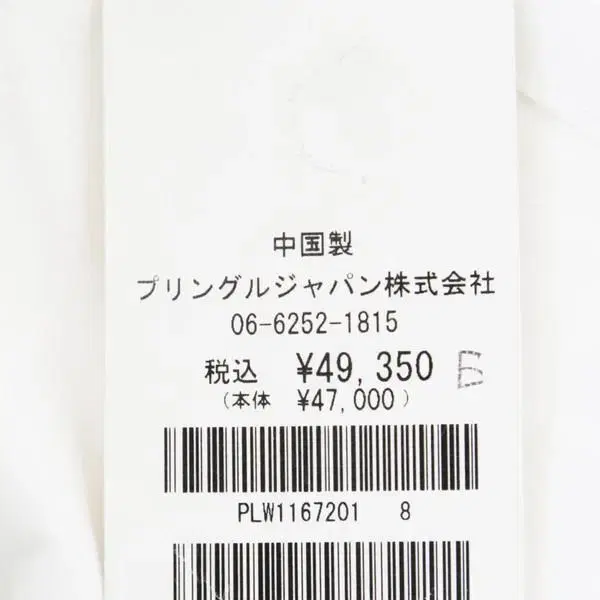 中国製
プリングルジャパン株式会社
06-6252-1815
税込 ¥49,350
(本体 ¥47,000)
PLW1167201 8